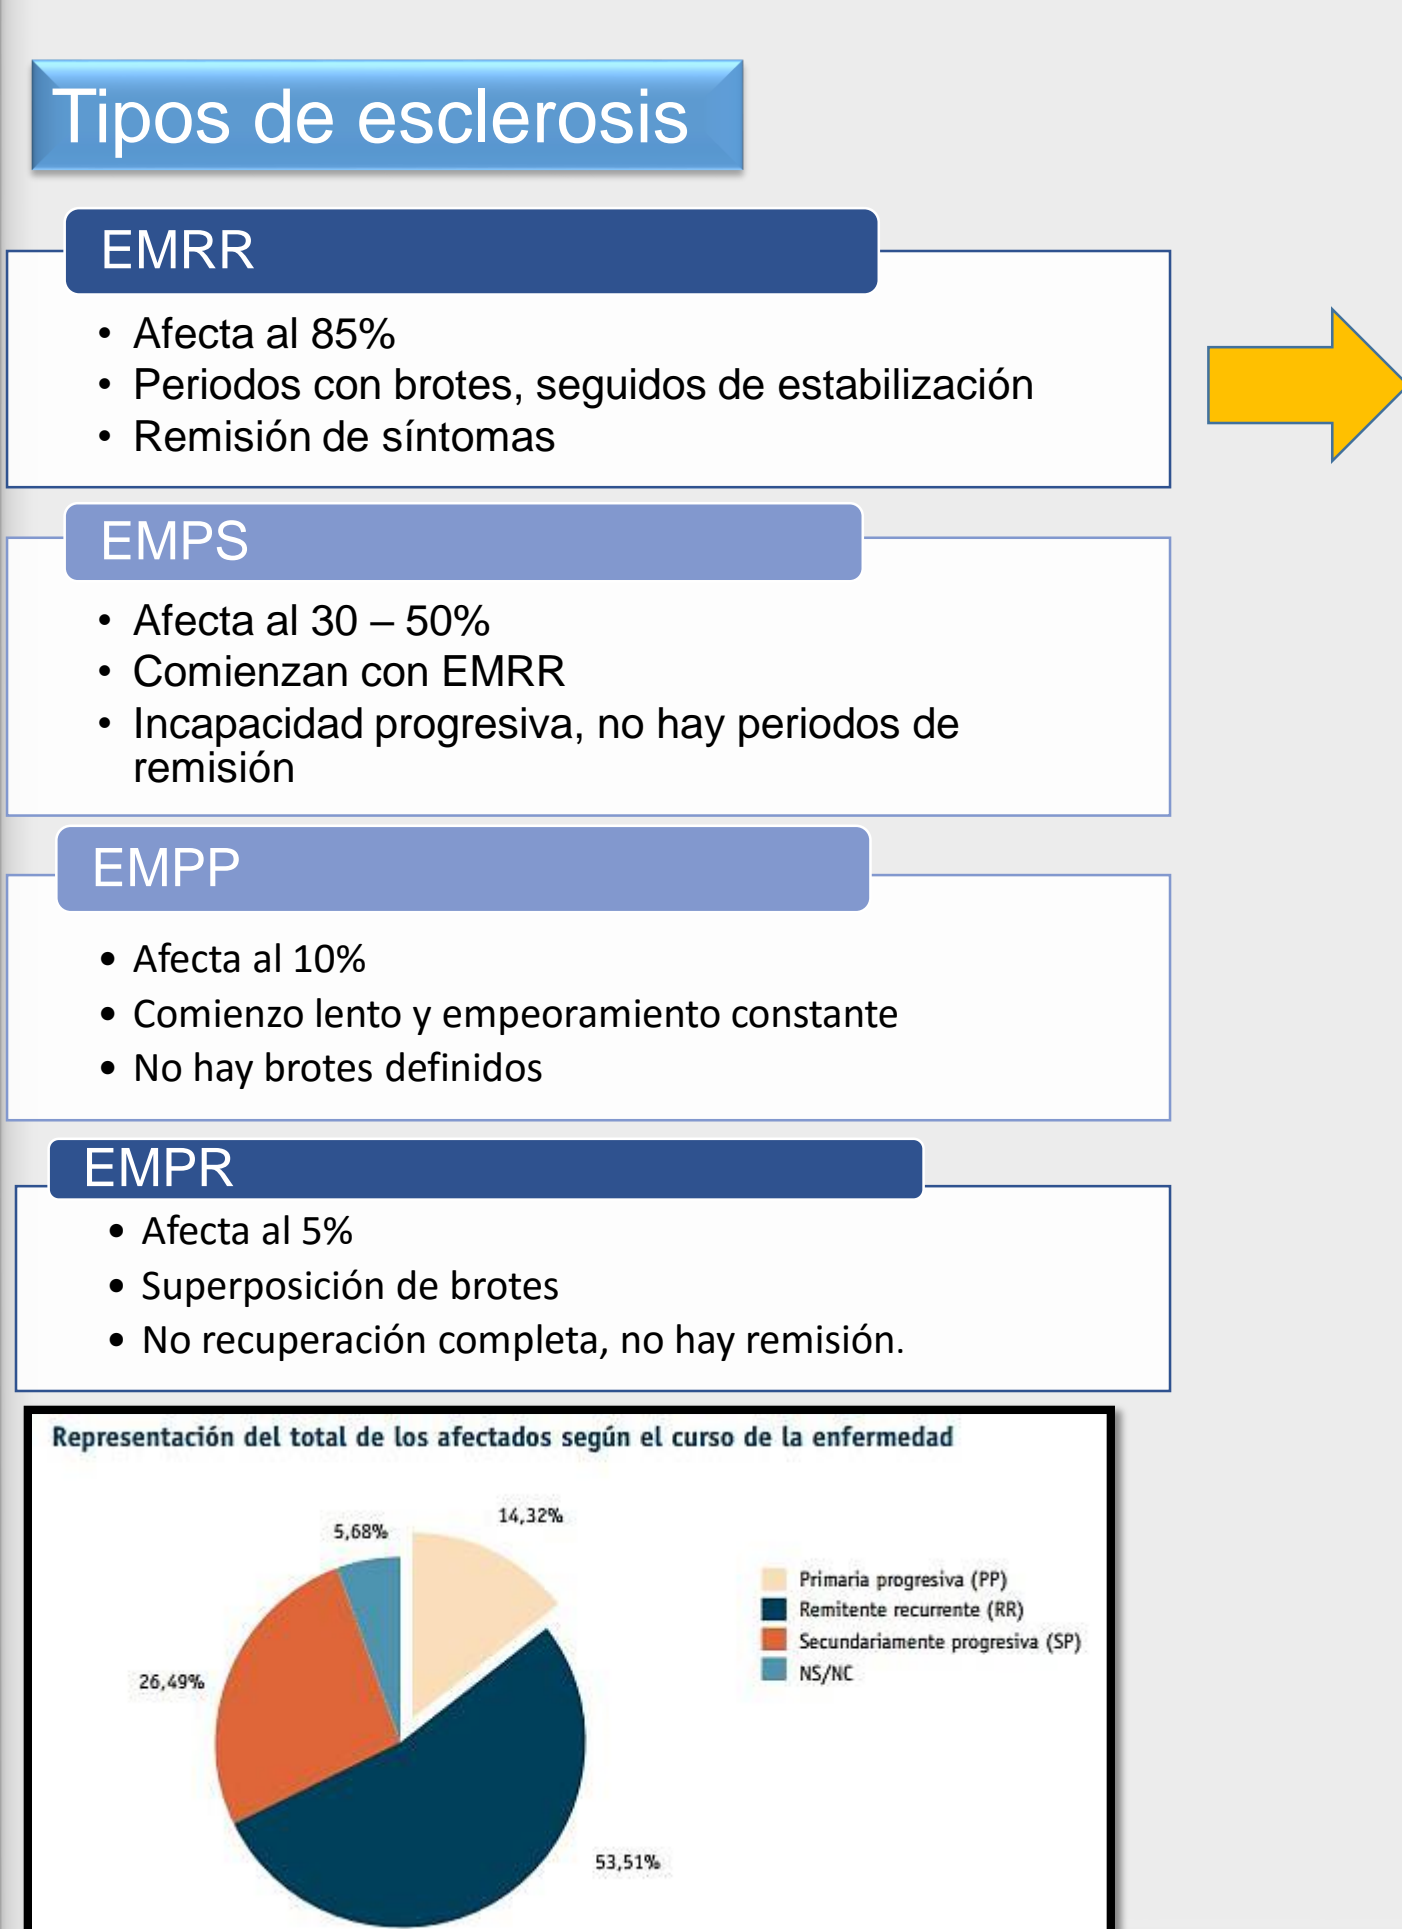 Tipos de esclerosis
EMRR
• Afecta al 85%
• Periodos con brotes, seguidos de estabilización
• Remisión de síntomas
EMPS
• Afecta al 30 – 50%
• Comienzan con EMRR
• Incapacidad progresiva, no hay periodos de
remisión
EMPP
• Afecta al 10%
• Comienzo lento y empeoramiento constante
• No hay brotes definidos
EMPR
• Afecta al 5%
• Superposición de brotes
• No recuperación completa, no hay remisión.
Representación del total de los afectados según el curso de la enfermedad
14,32%
5,68%
Primaria progresiva (PP)
Remitente recurrente (RR)
Secundariamente progresiva (SP)
NS/NC
26,49%
53,51%